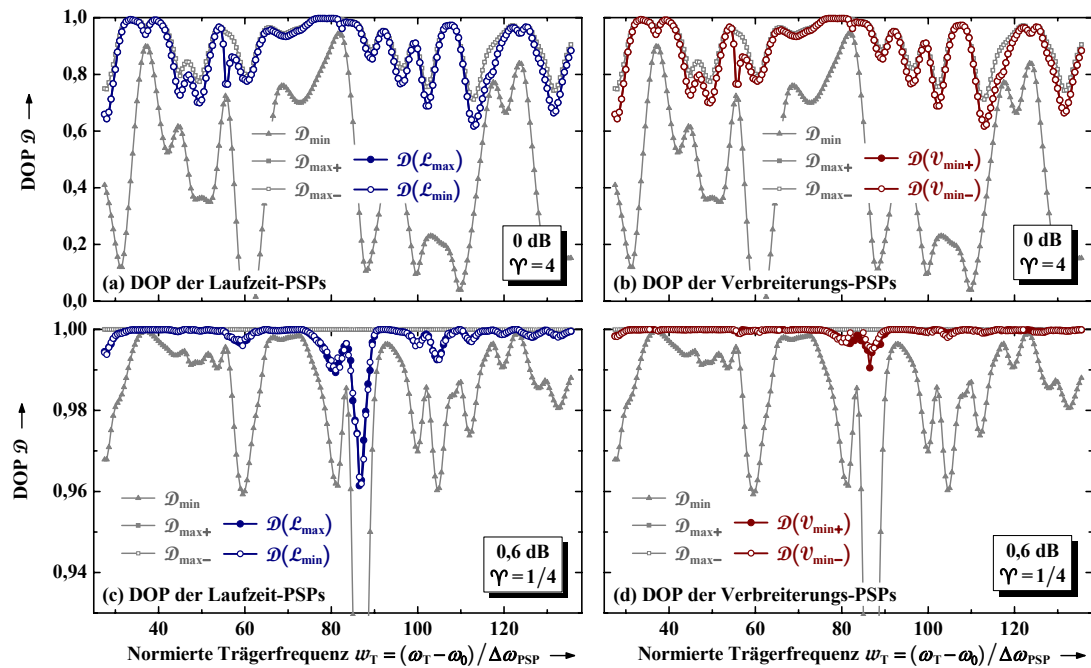 1,0
0,8
0,6
0,4
0,2
0,0
DOP 𝒟 →
𝒟min
𝒟max+
𝒟max−
𝒟(ℒmax)
𝒟(ℒmin)
0 dB
ϒ = 4
(a) DOP der Laufzeit-PSPs
𝒟min
𝒟max+
𝒟max−
𝒟(𝒱min+)
𝒟(𝒱min−)
0 dB
ϒ = 4
(b) DOP der Verbreiterungs-PSPs
1,00
0,98
0,96
0,94
DOP 𝒟 →
𝒟min
𝒟max+
𝒟max−
𝒟(ℒmax)
𝒟(ℒmin)
0,6 dB
ϒ = 1/4
(c) DOP der Laufzeit-PSPs
𝒟min
𝒟max+
𝒟max−
𝒟(𝒱min+)
𝒟(𝒱min−)
0,6 dB
ϒ = 1/4
(d) DOP der Verbreiterungs-PSPs
40 60 80 100 120
40 60 80 100 120
Normierte Trägerfrequenz wT = (ωT − ω0) / ΔωPSP →
Normierte Trägerfrequenz wT = (ωT − ω0) / ΔωPSP →